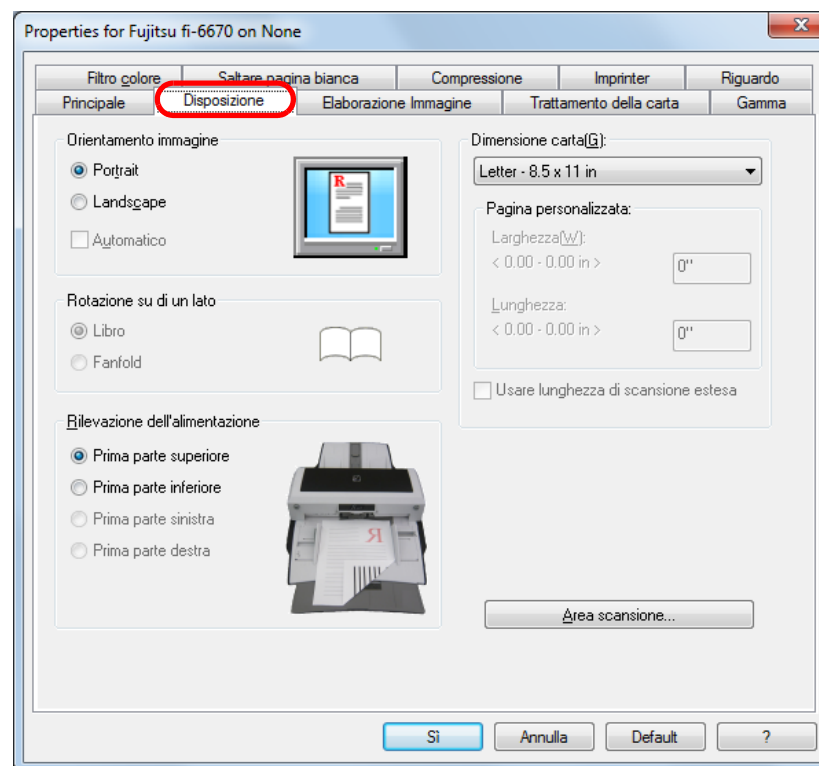 Properties for Fujitsu fi-6670 on None
Filtro colore
Saltare pagina bianca
Compressione
Imprinter
Riguardo
Principale
Disposizione
Elaborazione Immagine
Trattamento della carta
Gamma
Orientamento immagine
Portrait
Landscape
Automatico
R
Rotazione su di un lato
Libro
Fanfold
Rilevazione dell'alimentazione
Prima parte superiore
Prima parte inferiore
Prima parte sinistra
Prima parte destra
R
Dimensione carta(G):
Letter - 8.5 x 11 in
Pagina personalizzata:
Larghezza(W):
< 0.00 - 0.00 in >
0''
Lunghezza:
< 0.00 - 0.00 in >
0''
Usare lunghezza di scansione estesa
Area scansione...
Sì
Annulla
Default
?